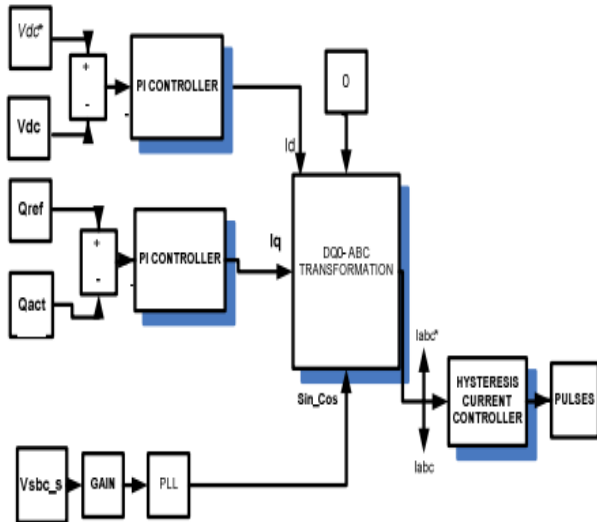 Vdc*
+
-
PI CONTROLLER
-
Vdc
0
Id
Qref
+
-
PI CONTROLLER
-
Iq
DQ0-ABC
TRANSFORMATION
Qact
Sin_Cos
Iabc*
HYSTERESIS
CURRENT
CONTROLLER
PULSES
Iabc
Vsbc_s
GAIN
PLL